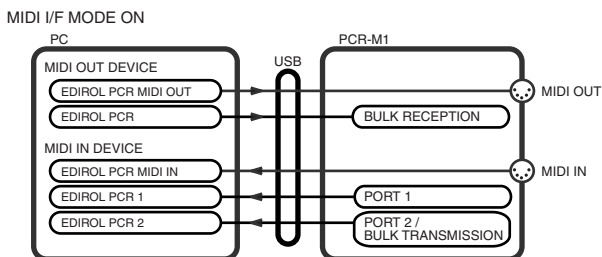 MIDI I/F MODE ON
PC
USB
PCR-M1
MIDI OUT DEVICE
EDIROL PCR MIDI OUT
MIDI OUT
EDIROL PCR
BULK RECEPTION
MIDI IN DEVICE
EDIROL PCR MIDI IN
MIDI IN
EDIROL PCR 1
PORT 1
EDIROL PCR 2
PORT 2 /
BULK TRANSMISSION